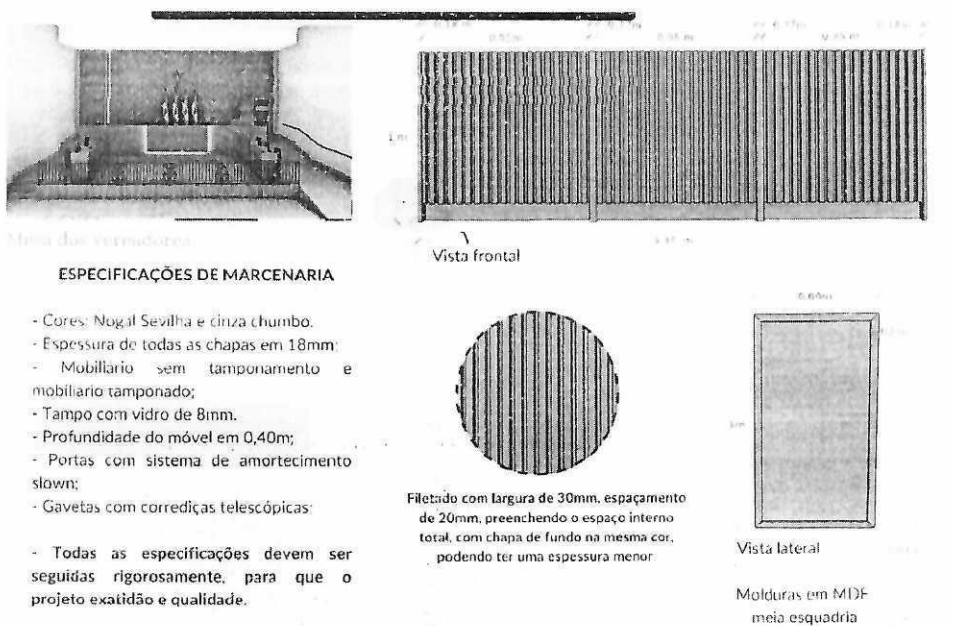 Mesa dos vereadores
Vista frontal
ESPECIFICAÇÕES DE MARCENARIA
- Cores: Nogal Sevilha e cinza chumbo.
- Espessura de todas as chapas em 18mm;
- Mobiliario sem tamponamento e
mobiliario tamponado;
- Tampo com vidro de 8mm.
- Profundidade do móvel em 0,40m;
- Portas com sistema de amortecimento
slown;
- Gavetas com corrediças telescópicas;
- Todas as especificações devem ser
seguidas rigorosamente, para que o
projeto exatidão e qualidade.
Filetado com largura de 30mm, espaçamento
de 20mm, preenchendo o espaço interno
total, com chapa de fundo na mesma cor,
podendo ter uma espessura menor
Vista lateral
Molduras em MDF
meia esquadria